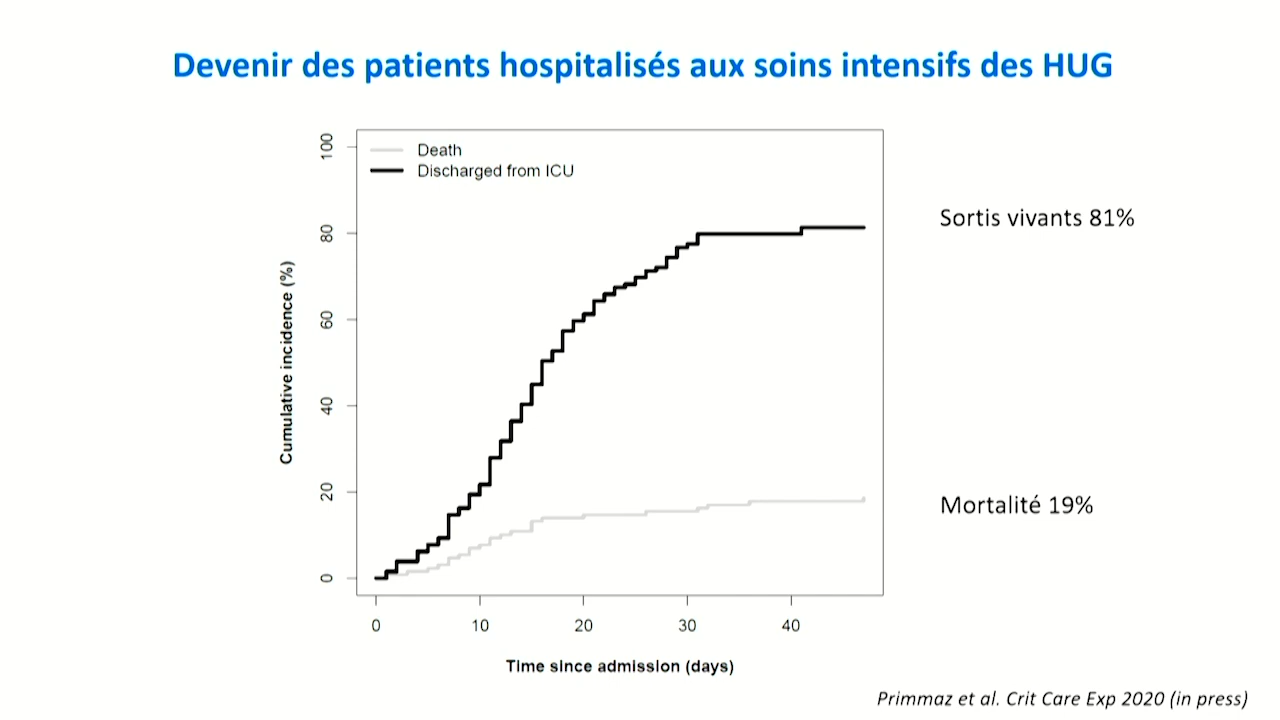 Devenir des patients hospitalisés aux soins intensifs des HUG
Death
Discharged from ICU
Cumulative incidence (%)
100
80
60
40
20
0
0 10 20 30 40
Time since admission (days)
Sortis vivants 81%
Mortalité 19%
Primmaz et al. Crit Care Exp 2020 (in press)